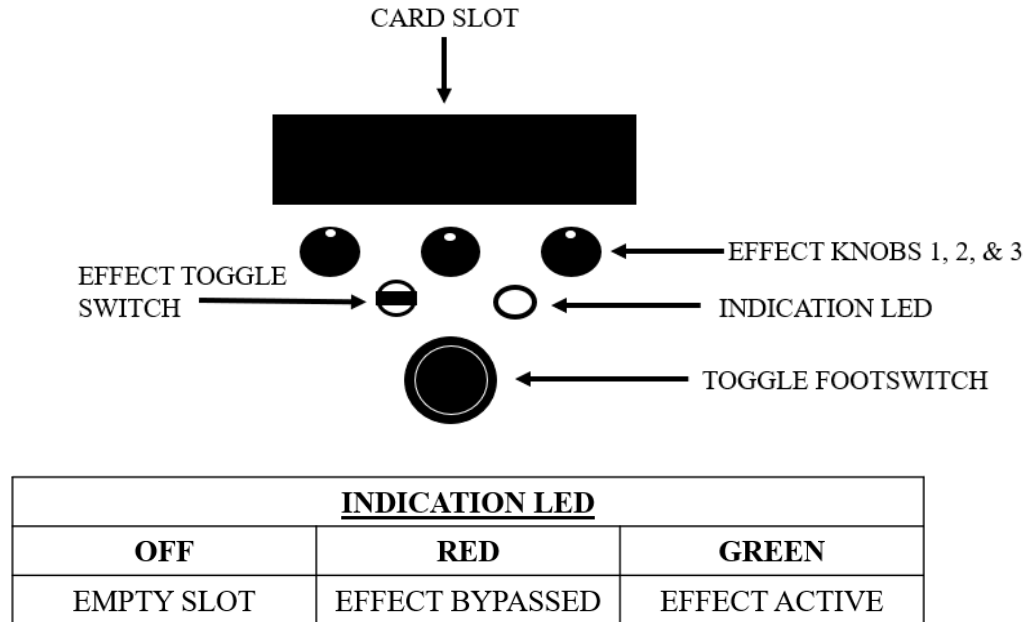 CARD SLOT
EFFECT KNOBS 1, 2, & 3
EFFECT TOGGLE
SWITCH
INDICATION LED
TOGGLE FOOTSWITCH
INDICATION LED
OFF RED GREEN
EMPTY SLOT EFFECT BYPASSED EFFECT ACTIVE